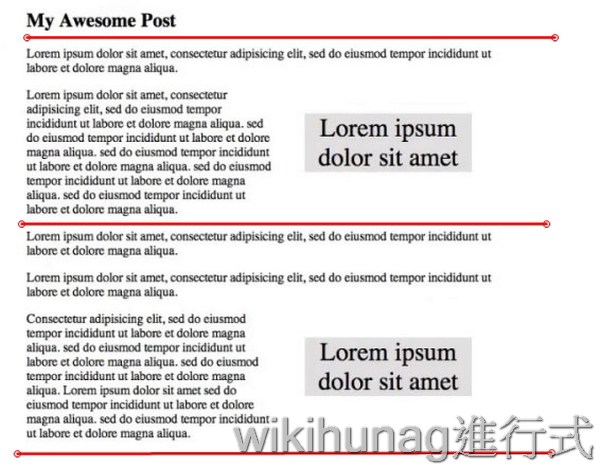 My Awesome Post
Lorem ipsum dolor sit amet, consectetur adipisicing elit, sed do eiusmod tempor incididunt ut
labore et dolore magna aliqua.
Lorem ipsum dolor sit amet, consectetur
adipisicing elit, sed do eiusmod tempor
incididunt ut labore et dolore magna aliqua. sed
do eiusmod tempor incididunt ut labore et dolore
magna aliqua. sed do eiusmod tempor incididunt
ut labore et dolore magna aliqua. sed do eiusmod
tempor incididunt ut labore et dolore magna
aliqua. sed do eiusmod tempor incididunt ut
labore et dolore magna aliqua.
Lorem ipsum
dolor sit amet
Lorem ipsum dolor sit amet, consectetur adipisicing elit, sed do eiusmod tempor incididunt ut
labore et dolore magna aliqua.
Lorem ipsum dolor sit amet, consectetur adipisicing elit, sed do eiusmod tempor incididunt ut
labore et dolore magna aliqua.
Consectetur adipisicing elit, sed do eiusmod
tempor incididunt ut labore et dolore magna
aliqua. sed do eiusmod tempor incididunt ut
labore et dolore magna aliqua. sed do eiusmod
tempor incididunt ut labore et dolore magna
aliqua. Lorem ipsum dolor sit amet sed do
eiusmod tempor incididunt ut labore et dolore
magna aliqua. sed do eiusmod tempor incididunt
ut labore et dolore magna aliqua.
Lorem ipsum
dolor sit amet
wikihunag進行式